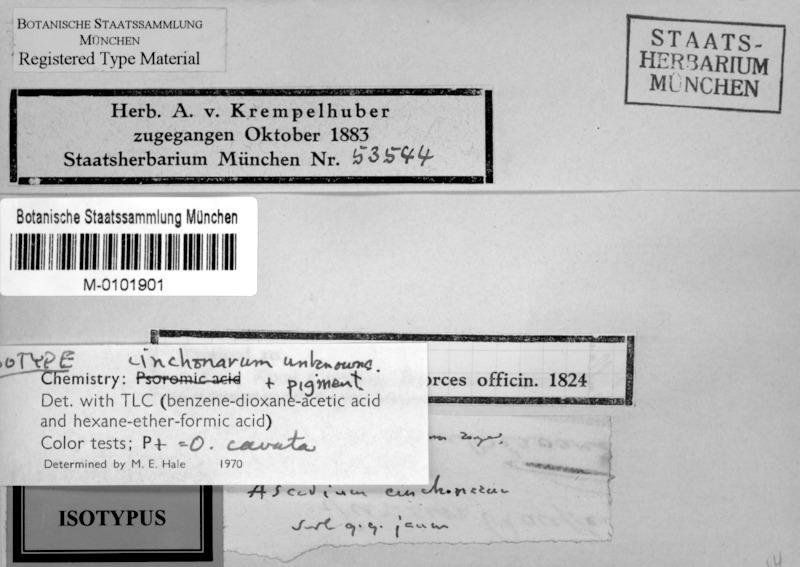 BOTANISCHE STAATSSAMMLUNG
MÜNCHEN
Registered Type Material
STAATS-
HERBARIUM
MÜNCHEN
Herb. A. v. Krempelhuber
zugegangen Oktober 1883
Staatsherbarium München Nr. 53544
Botanische Staatssammlung München
M-0101901
OTYPE cinchonarum unknowns.
Chemistry: Psoromic acid + pigment
Det. with TLC (benzene-dioxane-acetic acid
and hexane-ether-formic acid)
Color tests; P+ = O. cavata
Determined by M. E. Hale 1970
orces officin. 1824
Ascidium cinchonarum
ISOTYPUS